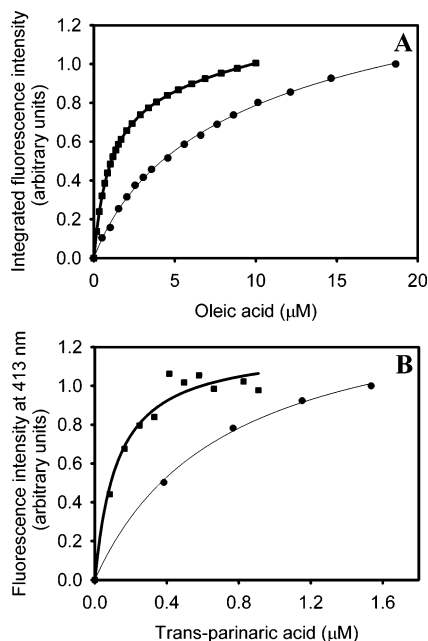 A
Integrated fluorescence intensity
(arbitrary units)
1.2
1.0
0.8
0.6
0.4
0.2
0.0
0 5 10 15 20
Oleic acid (μM)
B
Fluorescence intensity at 413 nm
(arbitrary units)
1.2
1.0
0.8
0.6
0.4
0.2
0.0
0.0 0.4 0.8 1.2 1.6
Trans-parinaric acid (μM)